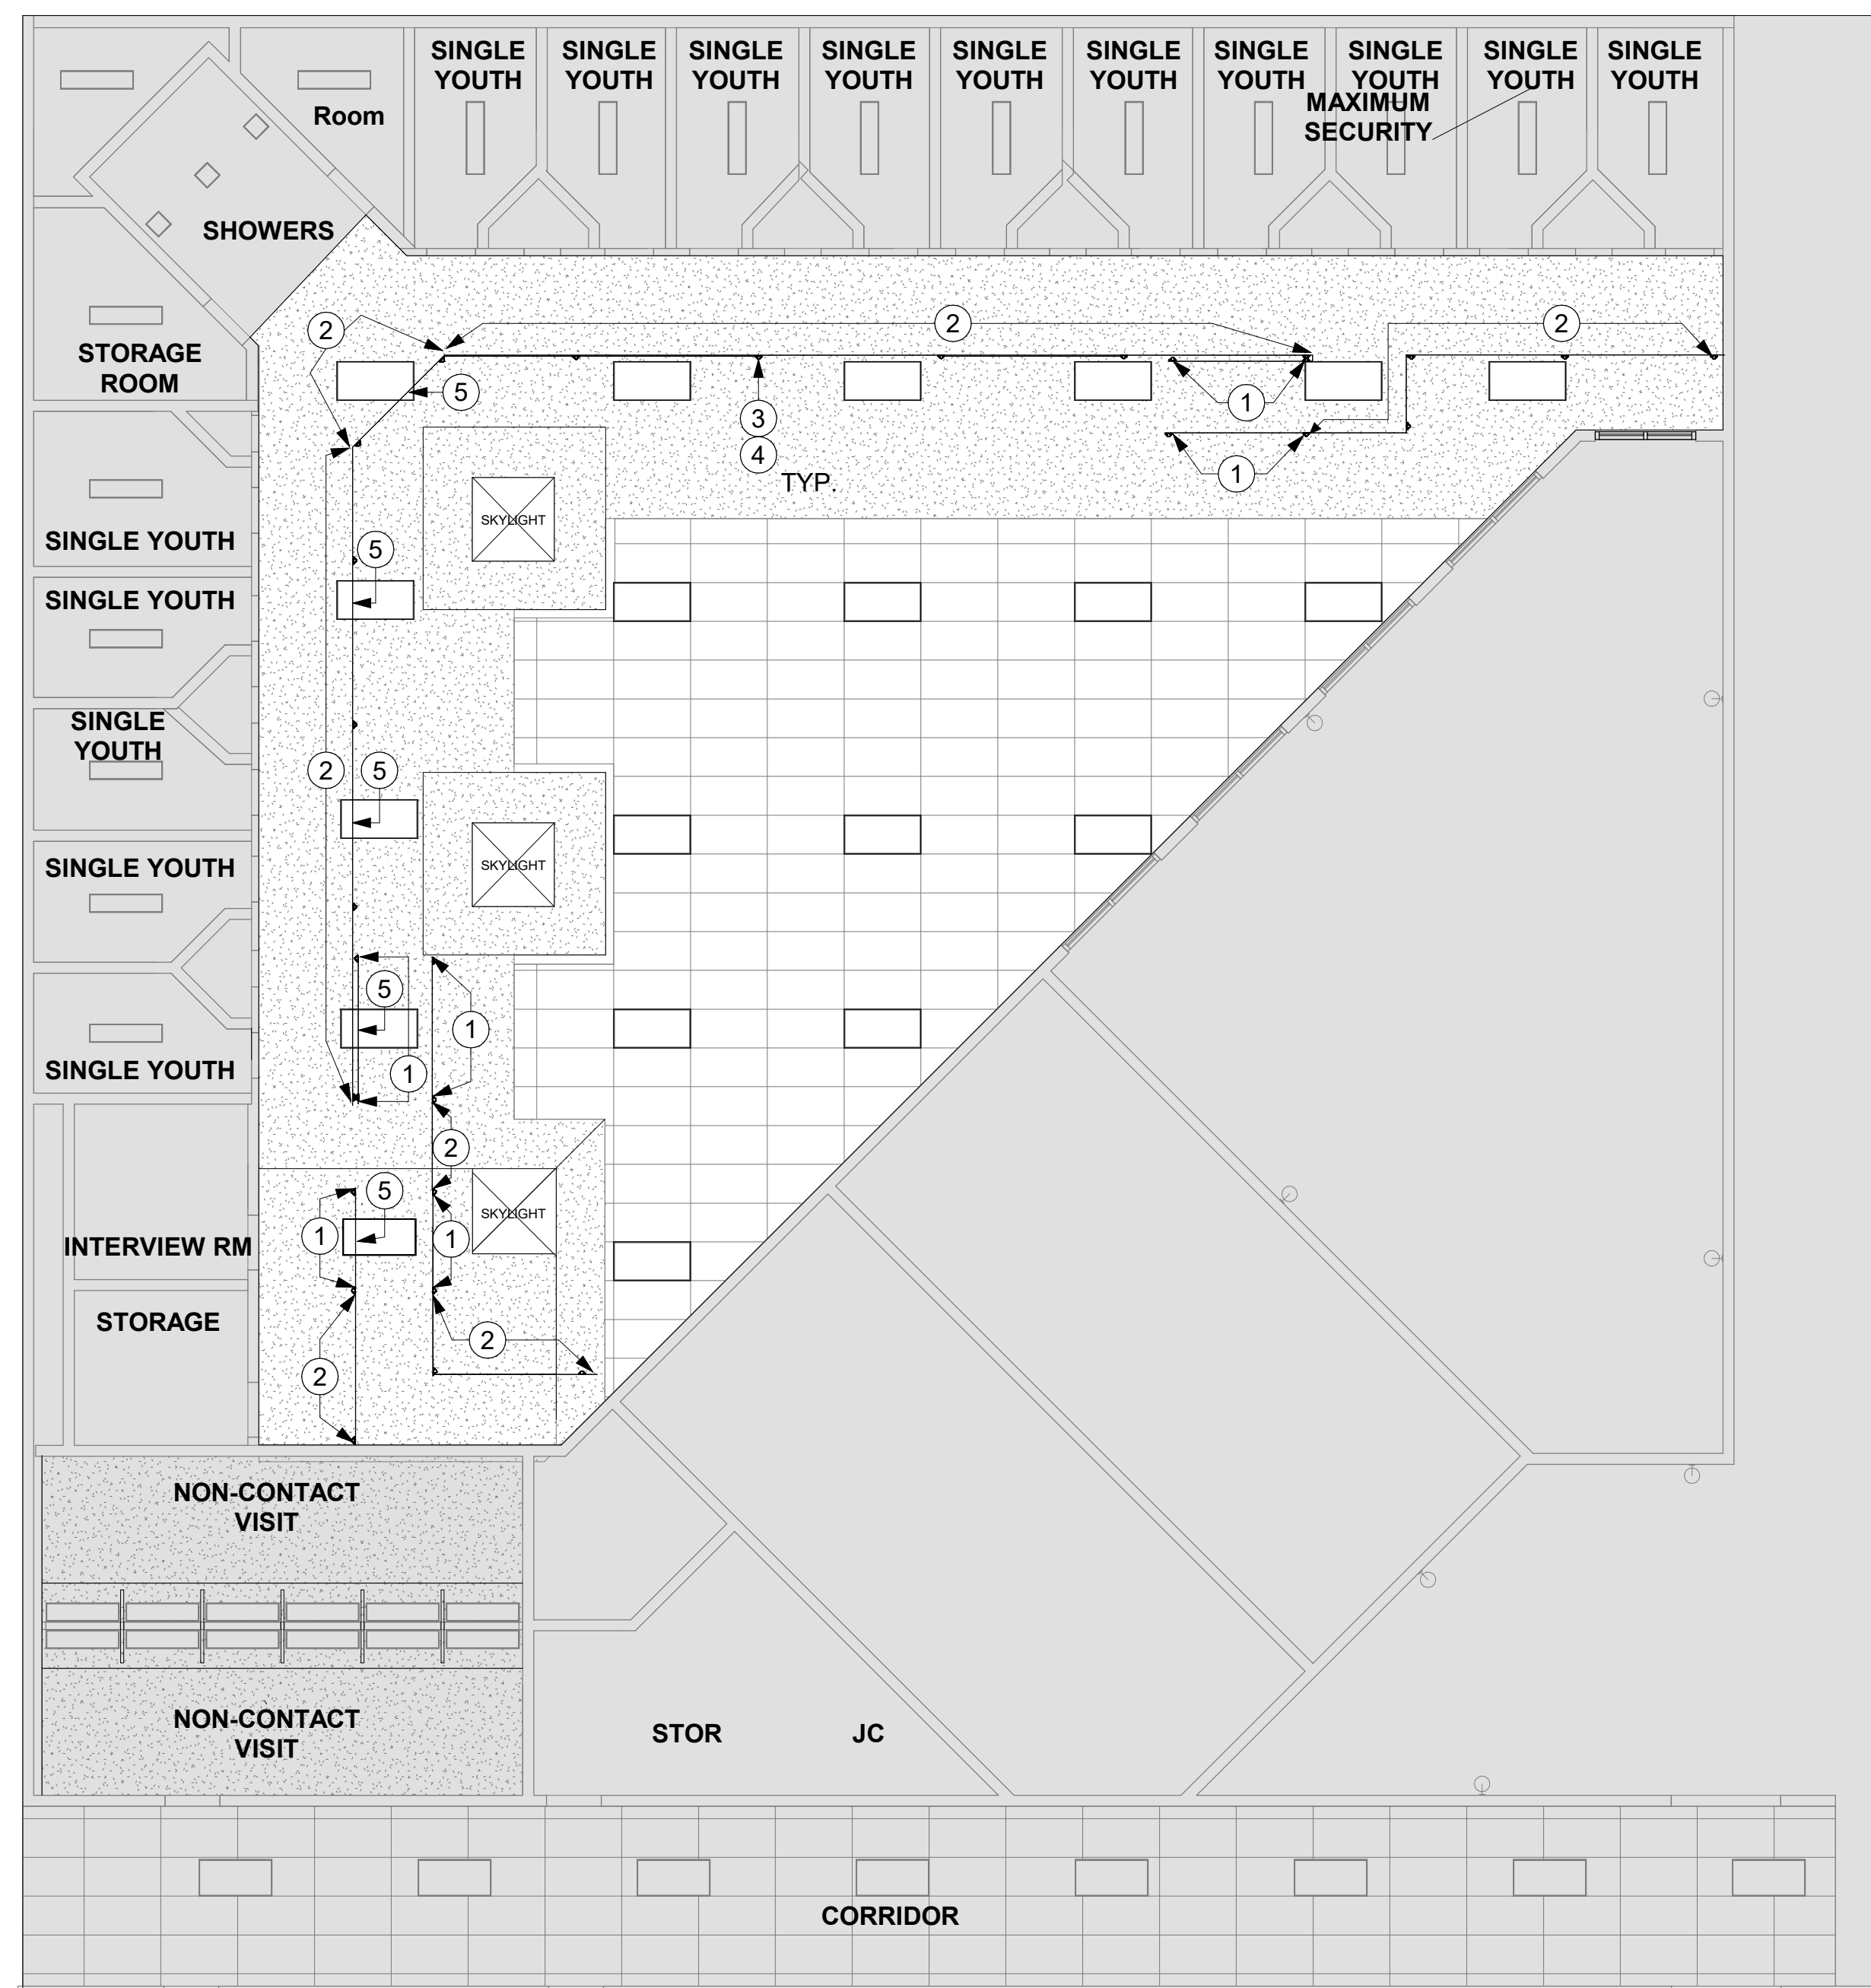 SINGLE
YOUTH
SINGLE
YOUTH
SINGLE
YOUTH
SINGLE
YOUTH
SINGLE
YOUTH
SINGLE
YOUTH
SINGLE
YOUTH
SINGLE
YOUTH
SINGLE
YOUTH
SINGLE
YOUTH
MAXIMUM
SECURITY
Room
SHOWERS
STORAGE
ROOM
2
2
2
5
1
3
4
TYP.
1
SKYLIGHT
SINGLE YOUTH
5
SINGLE YOUTH
SINGLE
YOUTH
2
5
SKYLIGHT
SINGLE YOUTH
5
1
SINGLE YOUTH
1
2
5
SKYLIGHT
1
1
INTERVIEW RM
STORAGE
2
2
NON-CONTACT
VISIT
NON-CONTACT
VISIT
STOR
JC
CORRIDOR